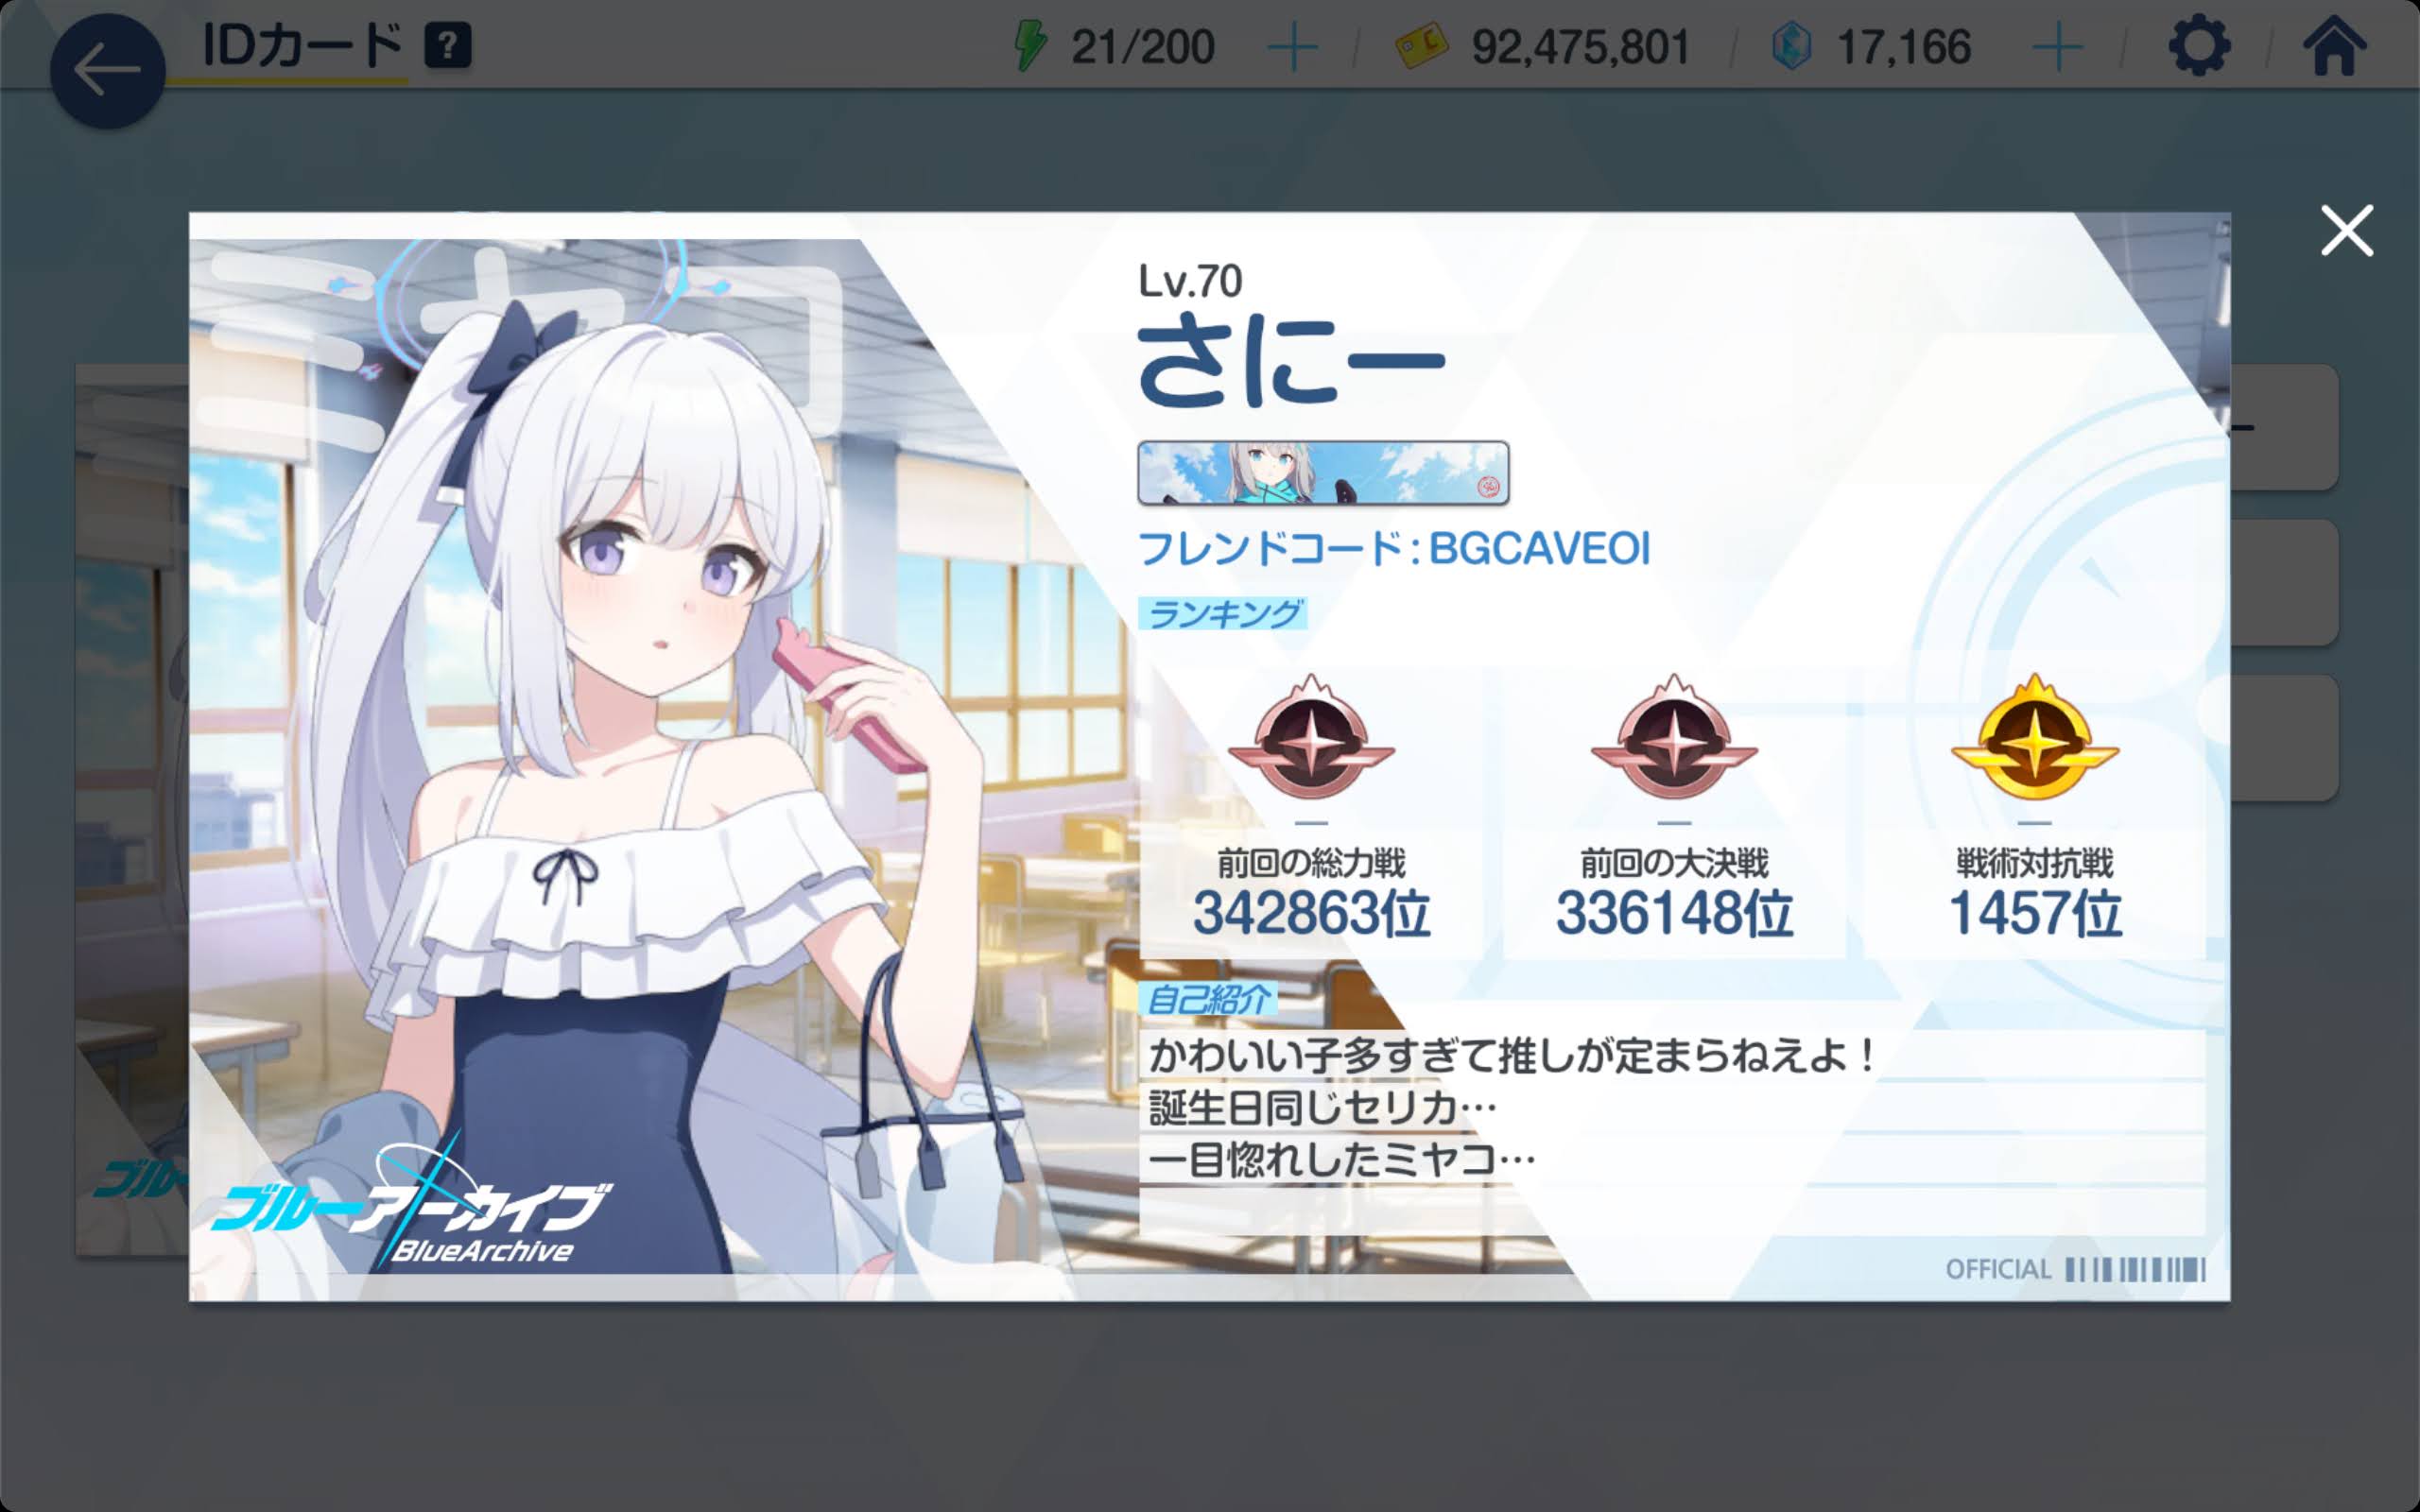 IDカード ?
21/200
92,475,801
17,166
Lv.70
さにー
フレンドコード : BGCAVEOI
ランキング
前回の総力戦
342863位
前回の大決戦
336148位
戦術対抗戦
1457位
自己紹介
かわいい子多すぎて推しが定まらねえよ！
誕生日同じセリカ…
一目惚れしたミヤコ…
ブルーアーカイブ
BlueArchive
OFFICIAL
ブルー